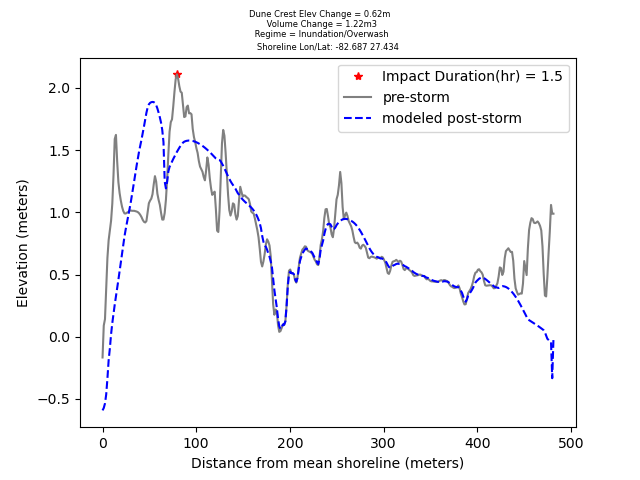 Dune Crest Elev Change = 0.62m
Volume Change = 1.22m3
Regime = Inundation/Overwash
Shoreline Lon/Lat: -82.687 27.434
Impact Duration(hr) = 1.5
pre-storm
modeled post-storm
Elevation (meters)
2.0
1.5
1.0
0.5
0.0
−0.5
0 100 200 300 400 500
Distance from mean shoreline (meters)